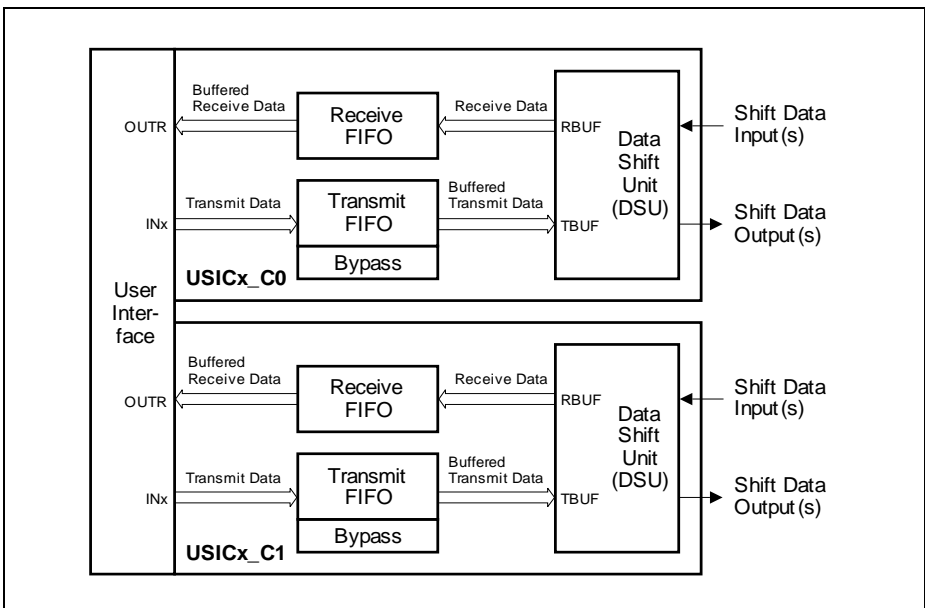 Buffered
Receive Data
Receive
FIFO
Receive Data
OUTR
RBUF
Shift Data
Input(s)
Data
Shift
Unit
(DSU)
Transmit Data
Transmit
FIFO
Buffered
Transmit Data
INx
TBUF
Shift Data
Output(s)
Bypass
USICx_C0
User
Inter-
face
Buffered
Receive Data
Receive
FIFO
Receive Data
OUTR
RBUF
Shift Data
Input(s)
Data
Shift
Unit
(DSU)
Transmit Data
Transmit
FIFO
Buffered
Transmit Data
INx
TBUF
Shift Data
Output(s)
Bypass
USICx_C1